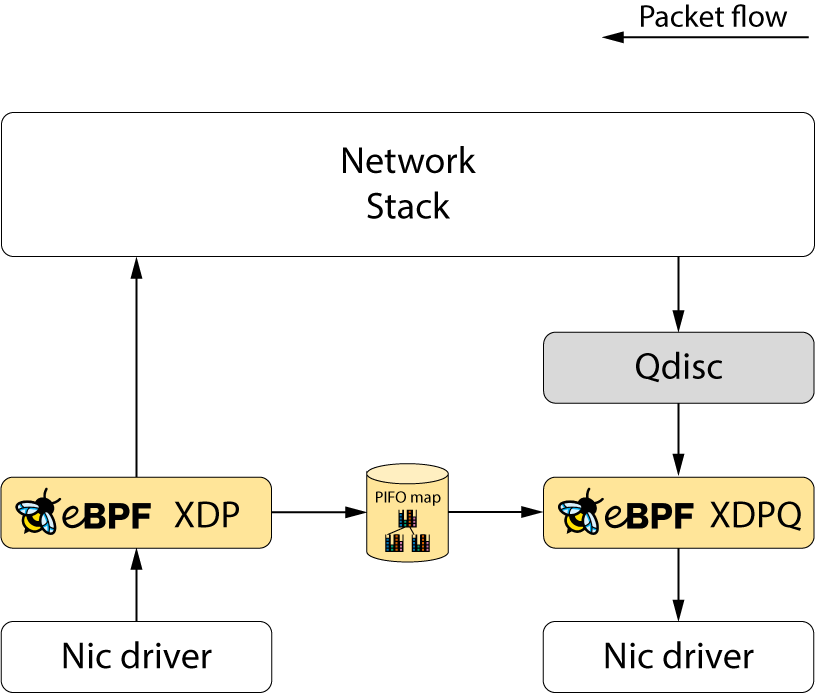 Packet flow
Network
Stack
Qdisc
eBPF XDP
PIFO map
eBPF XDPQ
Nic driver
Nic driver